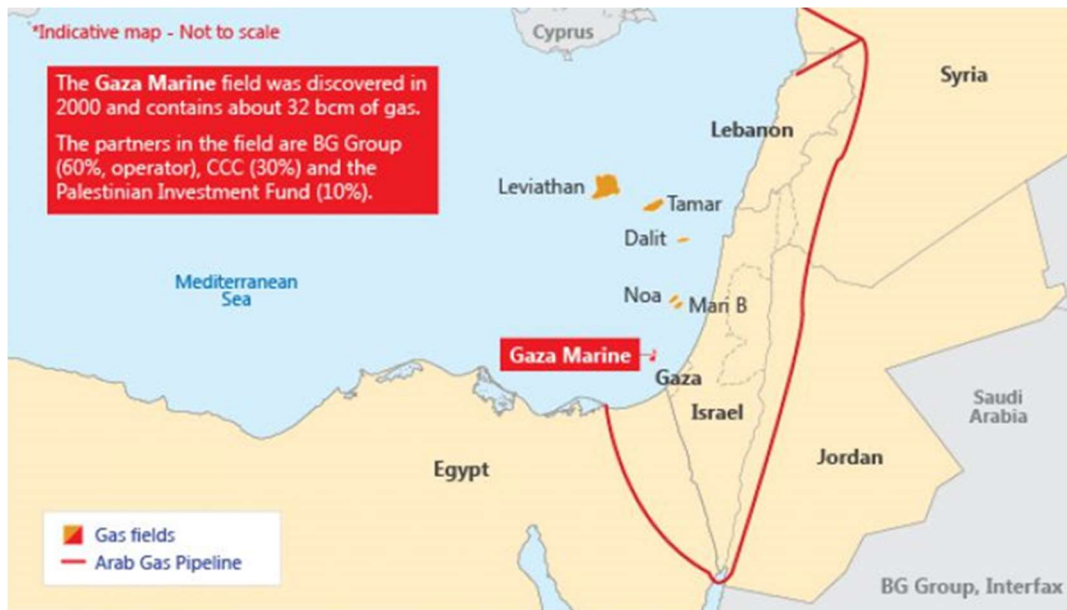 *Indicative map - Not to scale
Cyprus
The Gaza Marine field was discovered in
2000 and contains about 32 bcm of gas.
The partners in the field are BG Group
(60%, operator), CCC (30%) and the
Palestinian Investment Fund (10%).
Syria
Lebanon
Leviathan
Tamar
Dalit
Mediterranean
Sea
Noa
Mari B
Gaza Marine
Gaza
Israel
Saudi
Arabia
Jordan
Egypt
Gas fields
Arab Gas Pipeline
BG Group, Interfax